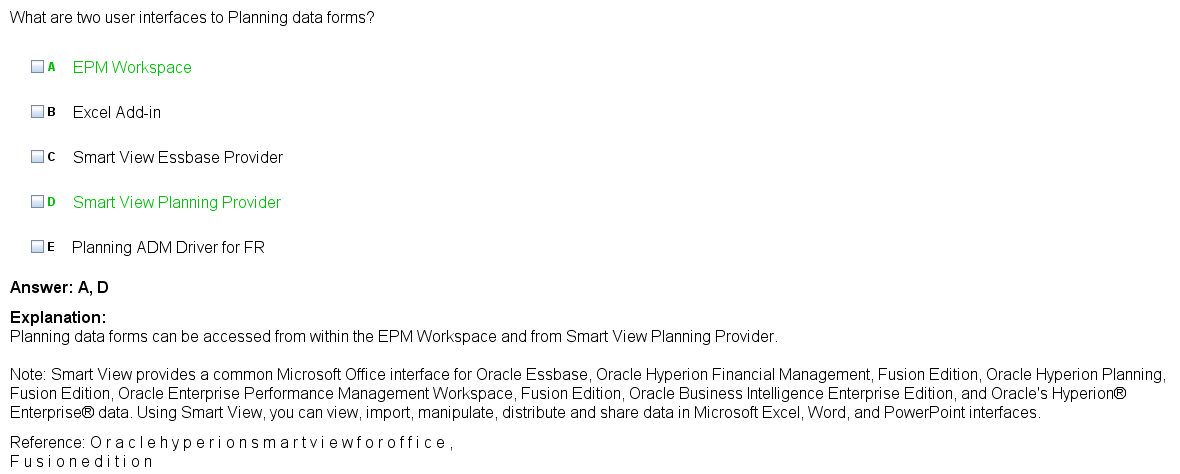 What are two user interfaces to Planning data forms?
A EPM Workspace
B Excel Add-in
C Smart View Essbase Provider
D Smart View Planning Provider
E Planning ADM Driver for FR
Answer: A, D
Explanation:
Planning data forms can be accessed from within the EPM Workspace and from Smart View Planning Provider.
Note: Smart View provides a common Microsoft Office interface for Oracle Essbase, Oracle Hyperion Financial Management, Fusion Edition, Oracle Hyperion Planning,
Fusion Edition, Oracle Enterprise Performance Management Workspace, Fusion Edition, Oracle Business Intelligence Enterprise Edition, and Oracle's Hyperion®
Enterprise® data. Using Smart View, you can view, import, manipulate, distribute and share data in Microsoft Excel, Word, and PowerPoint interfaces.
Reference: O r a c l e h y p e r i o n s m a r t v i e w f o r o f f i c e ,
F u s i o n e d i t i o n